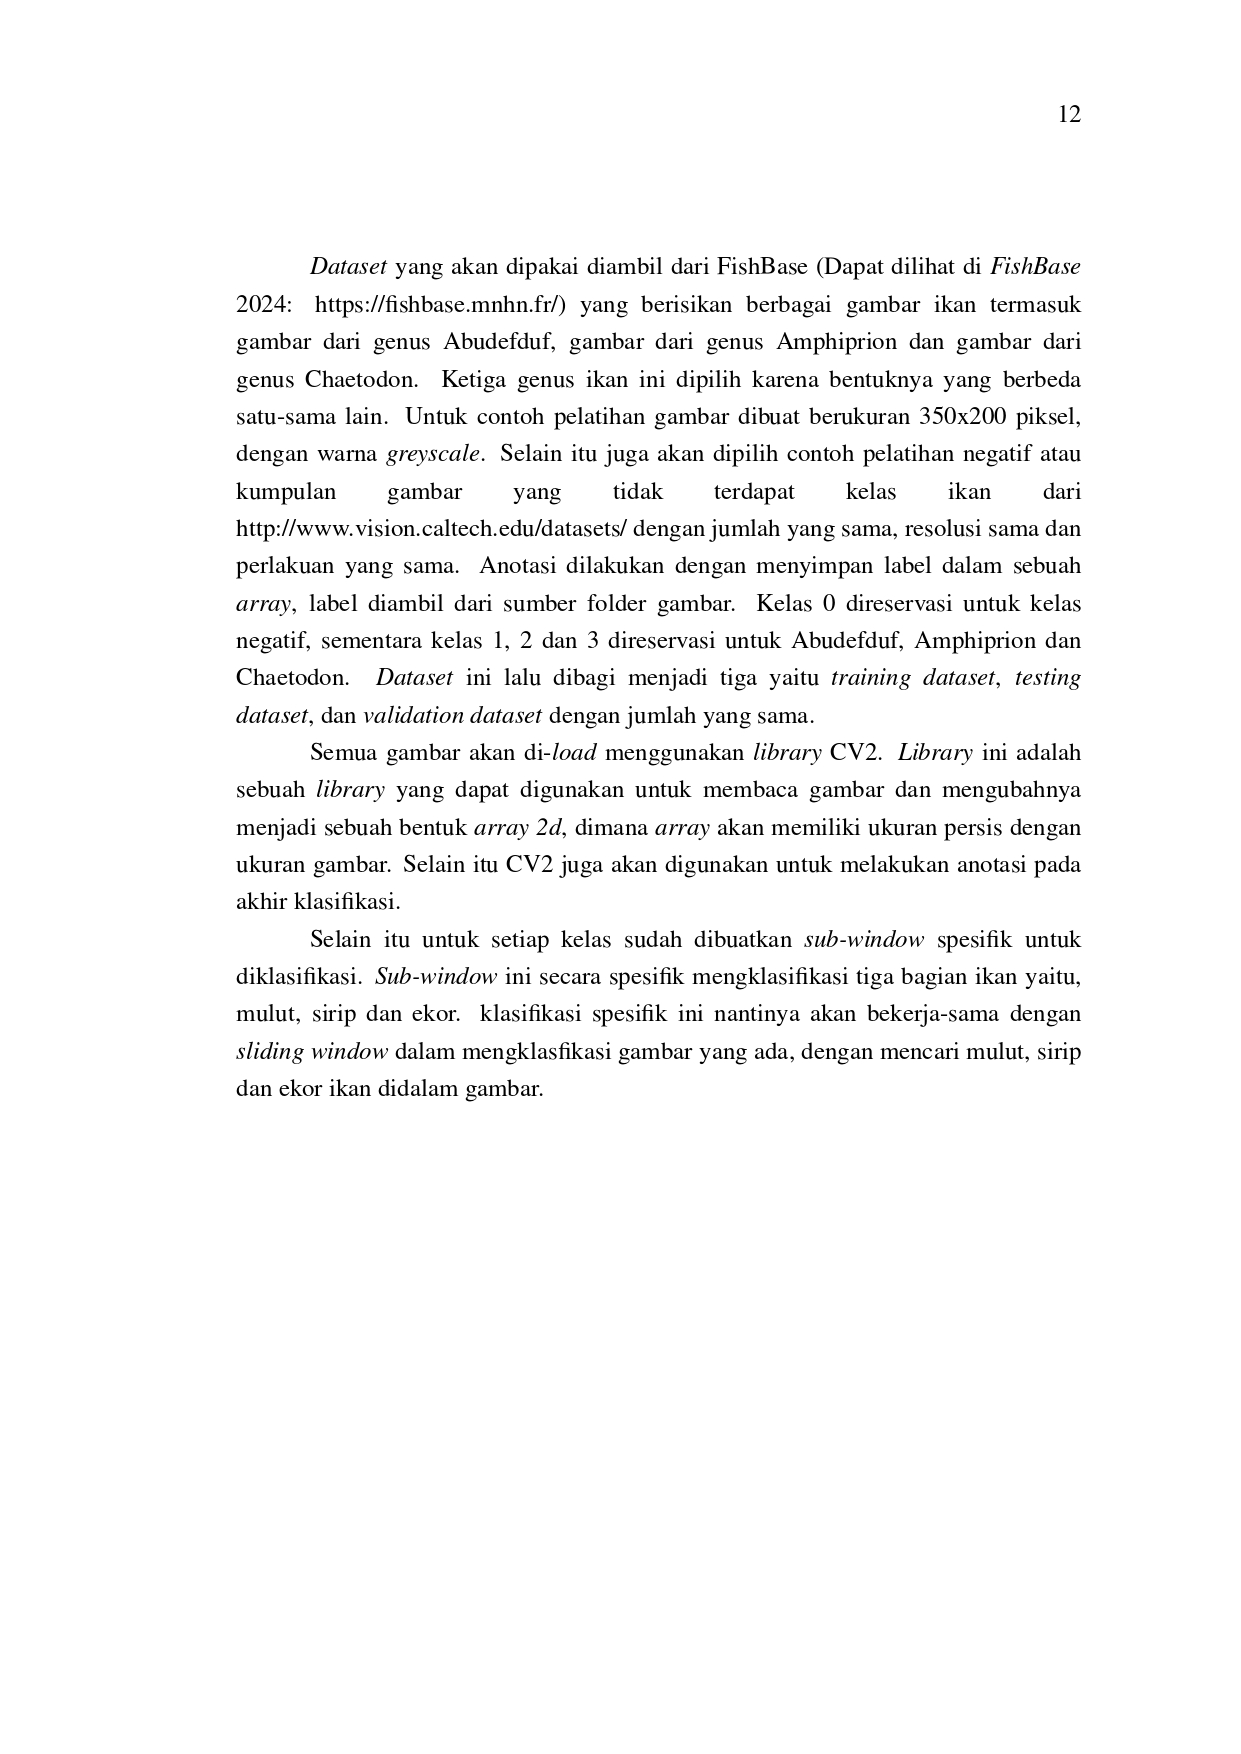 12
Dataset yang akan dipakai diambil dari FishBase (Dapat dilihat di FishBase
2024: https://fishbase.mnhn.fr/) yang berisikan berbagai gambar ikan termasuk
gambar dari genus Abudefduf, gambar dari genus Amphiprion dan gambar dari
genus Chaetodon. Ketiga genus ikan ini dipilih karena bentuknya yang berbeda
satu-sama lain. Untuk contoh pelatihan gambar dibuat berukuran 350x200 piksel,
dengan warna greyscale. Selain itu juga akan dipilih contoh pelatihan negatif atau
kumpulan gambar yang tidak terdapat kelas ikan dari
http://www.vision.caltech.edu/datasets/ dengan jumlah yang sama, resolusi sama dan
perlakuan yang sama. Anotasi dilakukan dengan menyimpan label dalam sebuah
array, label diambil dari sumber folder gambar. Kelas 0 direservasi untuk kelas
negatif, sementara kelas 1, 2 dan 3 direservasi untuk Abudefduf, Amphiprion dan
Chaetodon. Dataset ini lalu dibagi menjadi tiga yaitu training dataset, testing
dataset, dan validation dataset dengan jumlah yang sama.
Semua gambar akan di-load menggunakan library CV2. Library ini adalah
sebuah library yang dapat digunakan untuk membaca gambar dan mengubahnya
menjadi sebuah bentuk array 2d, dimana array akan memiliki ukuran persis dengan
ukuran gambar. Selain itu CV2 juga akan digunakan untuk melakukan anotasi pada
akhir klasifikasi.
Selain itu untuk setiap kelas sudah dibuatkan sub-window spesifik untuk
diklasifikasi. Sub-window ini secara spesifik mengklasifikasi tiga bagian ikan yaitu,
mulut, sirip dan ekor. klasifikasi spesifik ini nantinya akan bekerja-sama dengan
sliding window dalam mengklasfikasi gambar yang ada, dengan mencari mulut, sirip
dan ekor ikan didalam gambar.